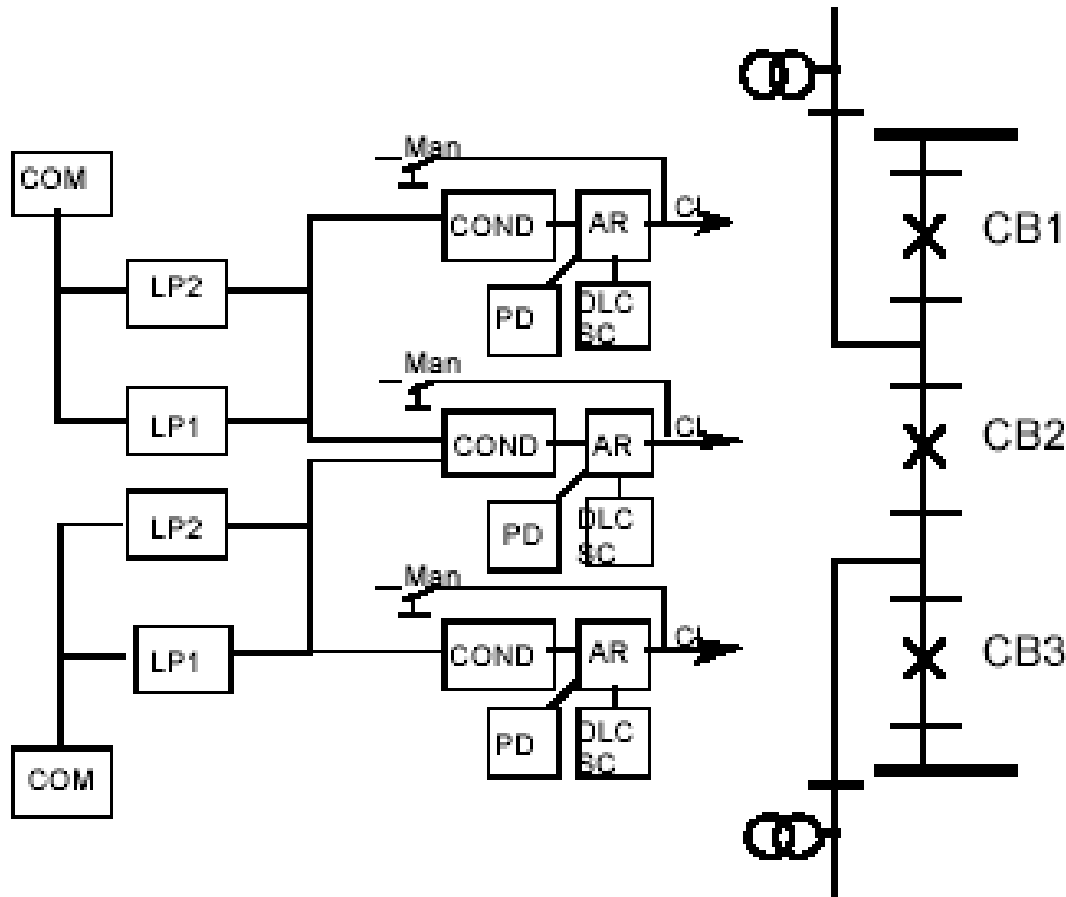 COM
LP2
LP1
LP2
LP1
COM
Man
COND
AR
CL
PD
DLC
SC
Man
COND
AR
CL
PD
DLC
SC
Man
COND
AR
CL
PD
DLC
SC
CB1
CB2
CB3